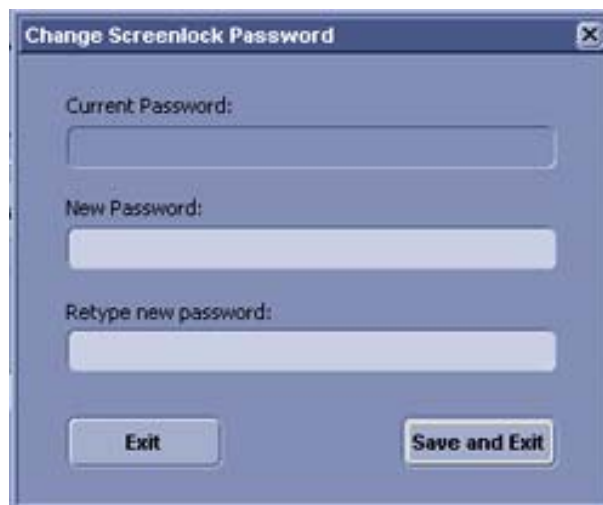 Change Screenlock Password
Current Password:
New Password:
Retype new password:
Exit
Save and Exit